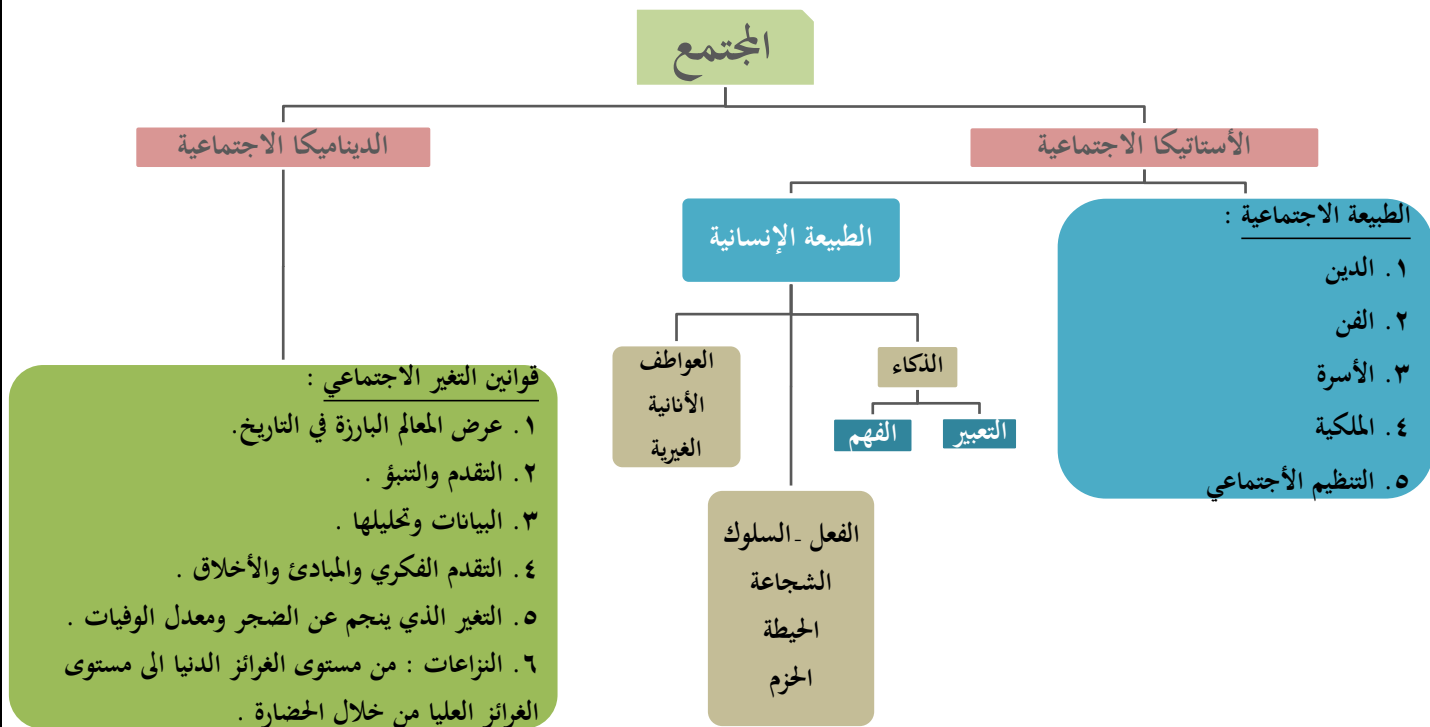 المجتمع
الأستاتيكا الاجتماعية
الديناميكا الاجتماعية
الطبيعة الاجتماعية :
١. الدين
٢. الفن
٣. الأسرة
٤. الملكية
٥. التنظيم الأجتماعي
الطبيعة الإنسانية
الذكاء
التعبير
الفهم
الفعل -السلوك
الشجاعة
الحيطة
الحزم
العواطف
الأنانية
الغيرية
قوانين التغير الاجتماعي :
١. عرض المعالم البارزة في التاريخ.
٢. التقدم والتنبؤ .
٣. البيانات وتحليلها .
٤. التقدم الفكري والمبادئ والأخلاق .
٥. التغير الذي ينجم عن الضجر ومعدل الوفيات .
٦. النزاعات : من مستوى الغرائز الدنيا الى مستوى
الغرائز العليا من خلال الحضارة .